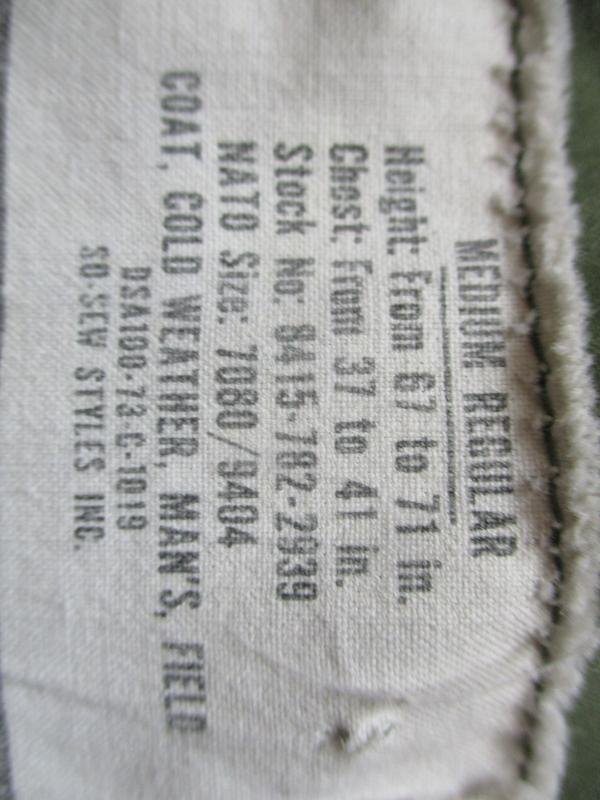 MEDIUM REGULAR
Height: From 67 to 71 in.
Chest: From 37 to 41 in.
Stock No: 8415-782-2939
NATO Size: 7080/9404
COAT, COLD WEATHER, MAN'S, FIELD
DSA100-73-C-1019
SO-SEW STYLES INC.